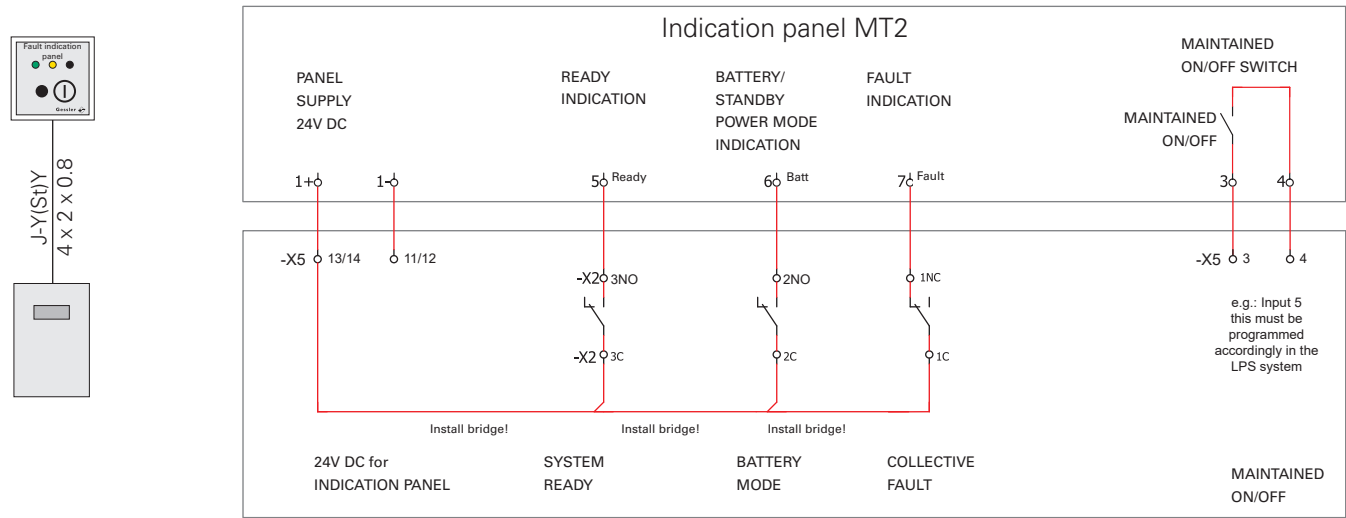 Fault indication
panel
Gessler
J-Y(St)Y
4 x 2 x 0.8
Indication panel MT2
PANEL
SUPPLY
24V DC
READY
INDICATION
BATTERY/
STANDBY
POWER MODE
INDICATION
FAULT
INDICATION
MAINTAINED
ON/OFF SWITCH
MAINTAINED
ON/OFF
1+
1-
5 Ready
6 Batt
7 Fault
3
4
-X5 13/14
11/12
-X2 3NO
2NO
1NC
-X5 3
4
-X2 3C
2C
1C
e.g.: Input 5
this must be
programmed
accordingly in the
LPS system
Install bridge!
Install bridge!
Install bridge!
24V DC for
INDICATION PANEL
SYSTEM
READY
BATTERY
MODE
COLLECTIVE
FAULT
MAINTAINED
ON/OFF